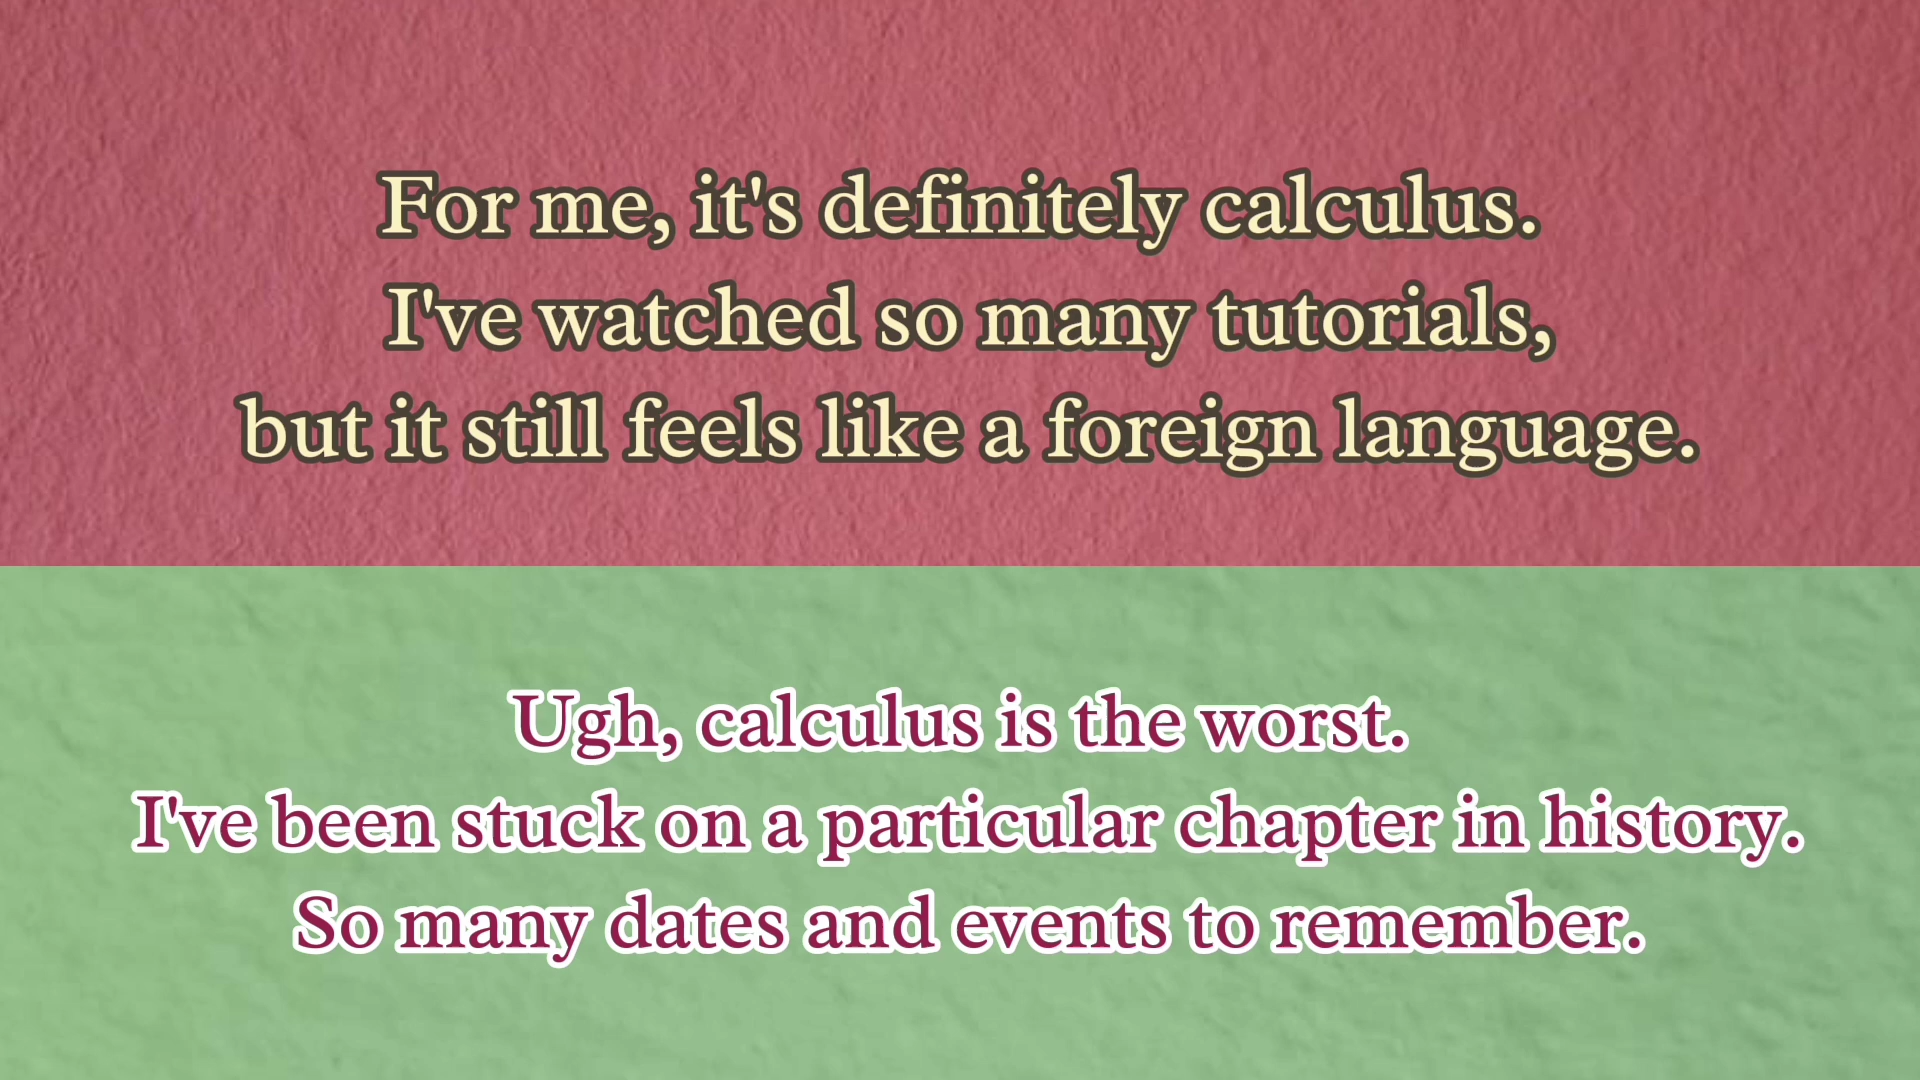 For me, it's definitely calculus.
I've watched so many tutorials,
but it still feels like a foreign language.
Ugh, calculus is the worst.
I've been stuck on a particular chapter in history.
So many dates and events to remember.